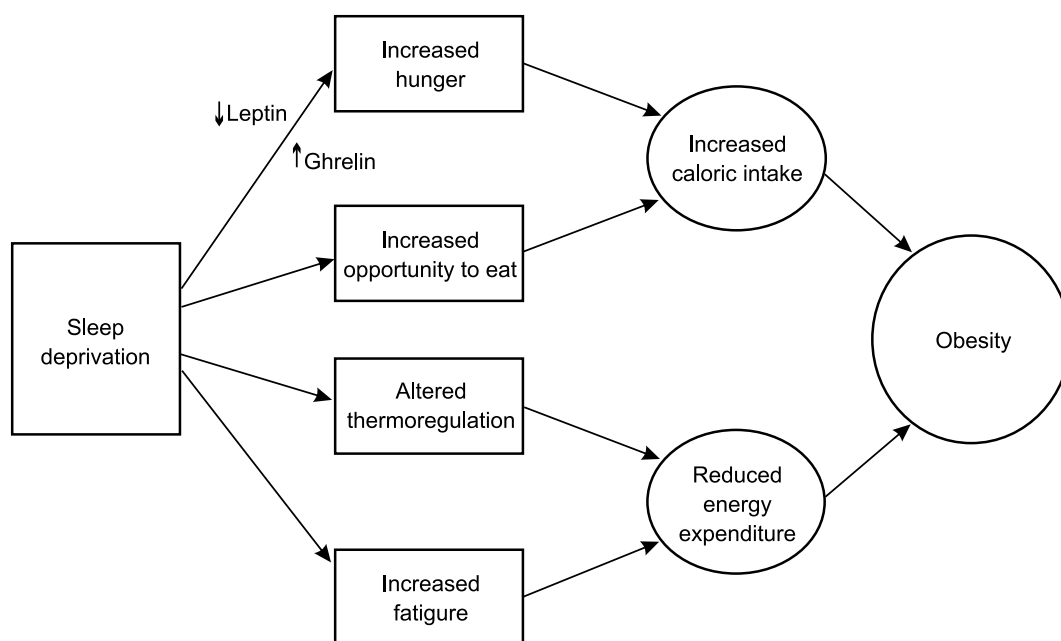 Increased
hunger
↓Leptin
↑Ghrelin
Increased
caloric intake
Increased
opportunity to eat
Sleep
deprivation
Obesity
Altered
thermoregulation
Reduced
energy
expenditure
Increased
fatigure